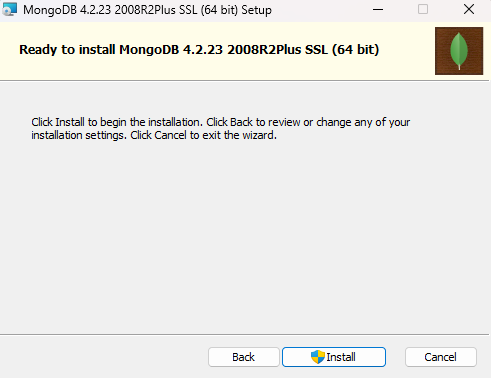 MongoDB 4.2.23 2008R2Plus SSL (64 bit) Setup
Ready to install MongoDB 4.2.23 2008R2Plus SSL (64 bit)
Click Install to begin the installation. Click Back to review or change any of your
installation settings. Click Cancel to exit the wizard.
Back
Install
Cancel